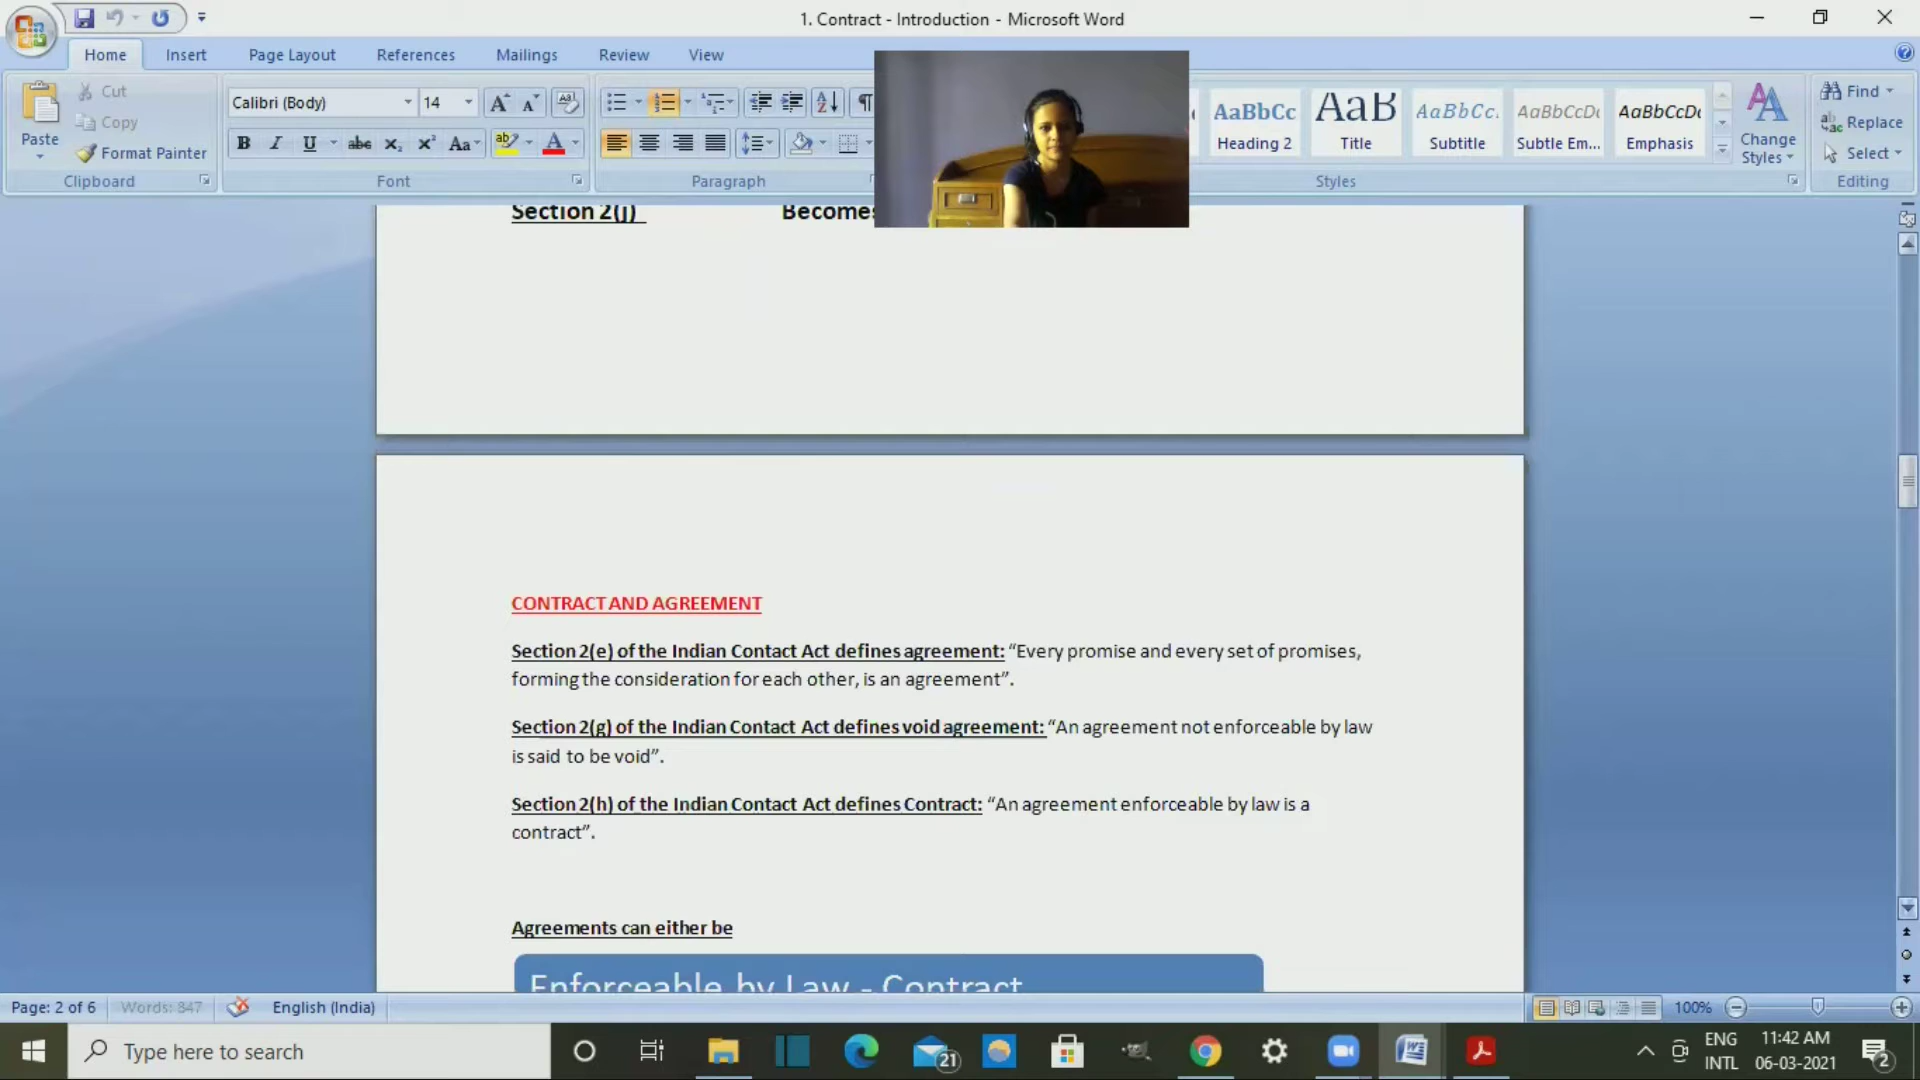 1. Contract - Introduction - Microsoft Word
Home Insert Page Layout References Mailings Review View
Paste
Cut
Copy
Format Painter
Clipboard
Calibri (Body) 14
Font
Paragraph
AaBbCc AaB AaBbCc. AaBbCcDc AaBbCcDc
Heading 2 Title Subtitle Subtle Em... Emphasis
Change
Styles
Styles
Find
Replace
Select
Editing
Section 2(j) Becomes
CONTRACT AND AGREEMENT
Section 2(e) of the Indian Contact Act defines agreement: “Every promise and every set of promises,
forming the consideration for each other, is an agreement”.
Section 2(g) of the Indian Contact Act defines void agreement: “An agreement not enforceable by law
is said to be void”.
Section 2(h) of the Indian Contact Act defines Contract: “An agreement enforceable by law is a
contract”.
Agreements can either be
Enforceable by Law - Contract
Page: 2 of 6 Words: 847 English (India) 100%
Type here to search
21
ENG
INTL
11:42 AM
06-03-2021
2